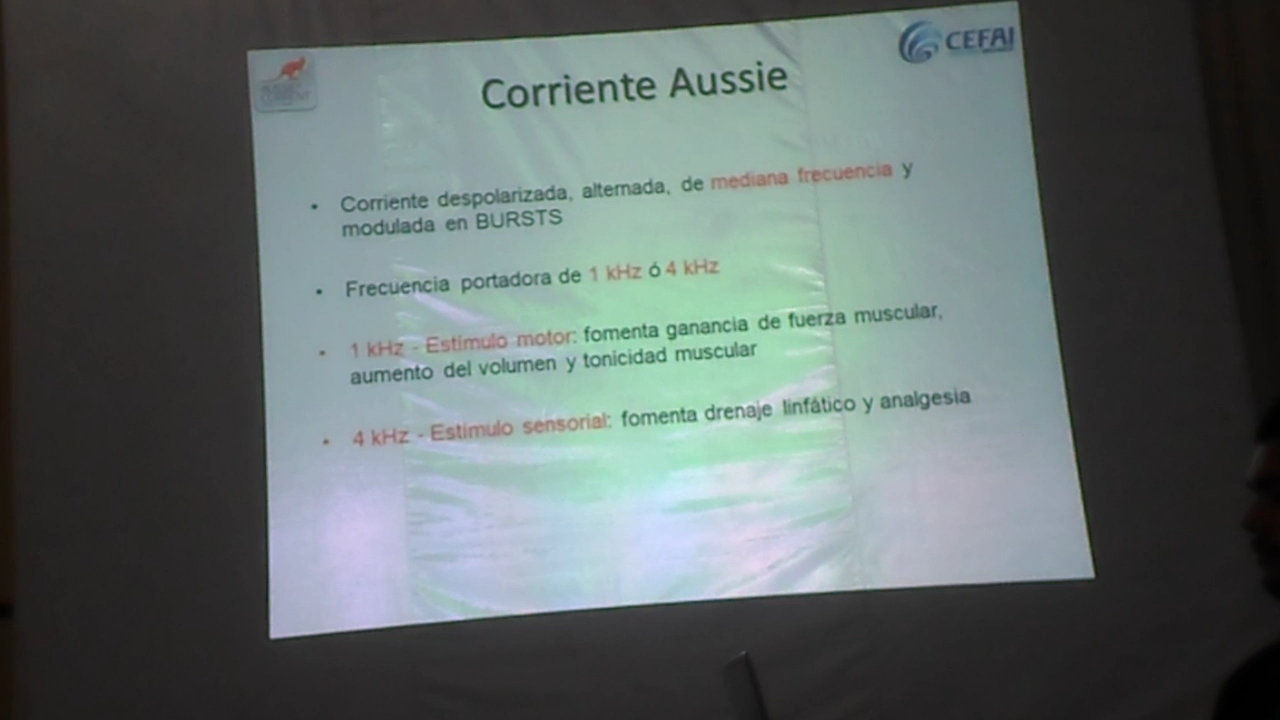 CEFAI
Corriente Aussie
• Corriente despolarizada, alternada, de mediana frecuencia y
modulada en BURSTS
• Frecuencia portadora de 1 kHz ó 4 kHz
• 1 kHz - Estímulo motor: fomenta ganancia de fuerza muscular,
aumento del volumen y tonicidad muscular
• 4 kHz - Estímulo sensorial: fomenta drenaje linfático y analgesia